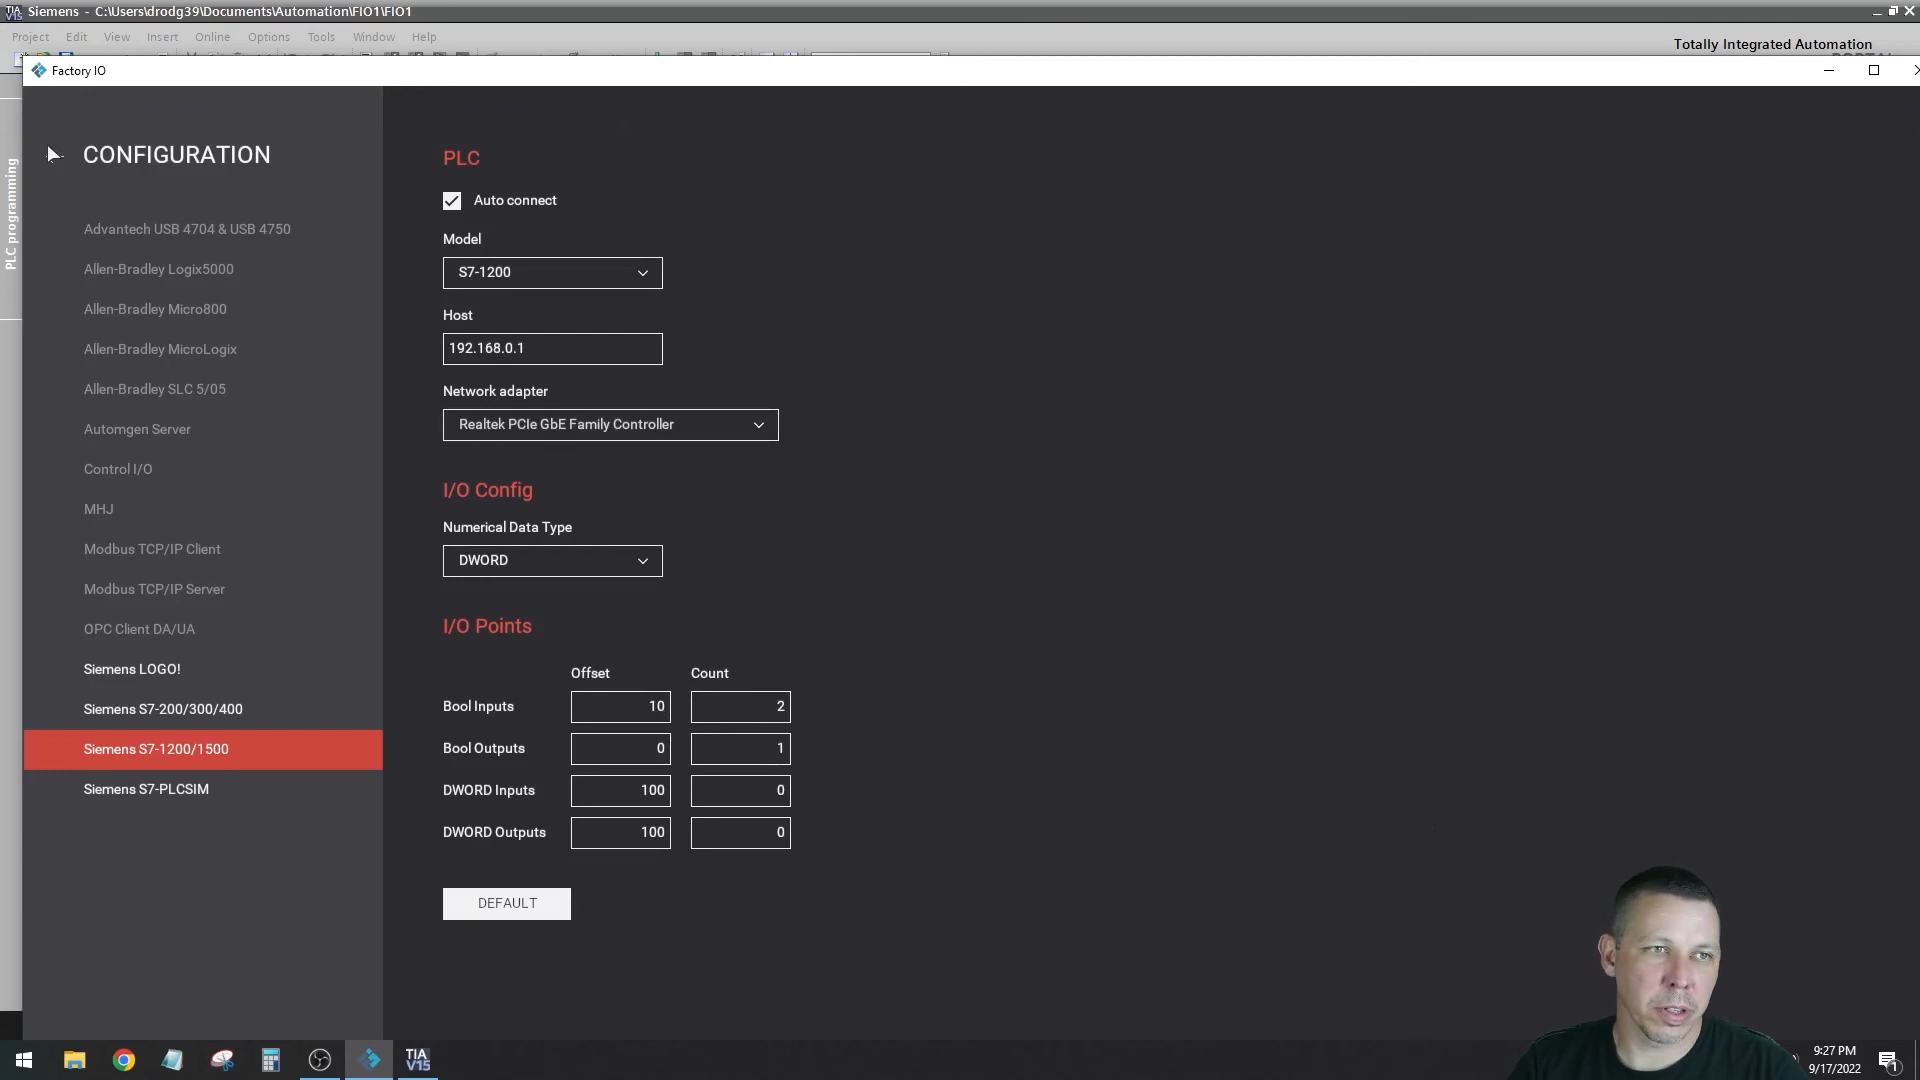 TIA V15 Siemens - C:\Users\drodg39\Documents\Automation\FIO1\FIO1
Project Edit View Insert Online Options Tools Window Help
Totally Integrated Automation
Factory IO
PLC programming
CONFIGURATION
Advantech USB 4704 & USB 4750
Allen-Bradley Logix5000
Allen-Bradley Micro800
Allen-Bradley MicroLogix
Allen-Bradley SLC 5/05
Automgen Server
Control I/O
MHJ
Modbus TCP/IP Client
Modbus TCP/IP Server
OPC Client DA/UA
Siemens LOGO!
Siemens S7-200/300/400
Siemens S7-1200/1500
Siemens S7-PLCSIM
PLC
Auto connect
Model
S7-1200
Host
192.168.0.1
Network adapter
Realtek PCIe GbE Family Controller
I/O Config
Numerical Data Type
DWORD
I/O Points
Offset Count
Bool Inputs 10 2
Bool Outputs 0 1
DWORD Inputs 100 0
DWORD Outputs 100 0
DEFAULT
TIA
V15
9:27 PM
9/17/2022
1